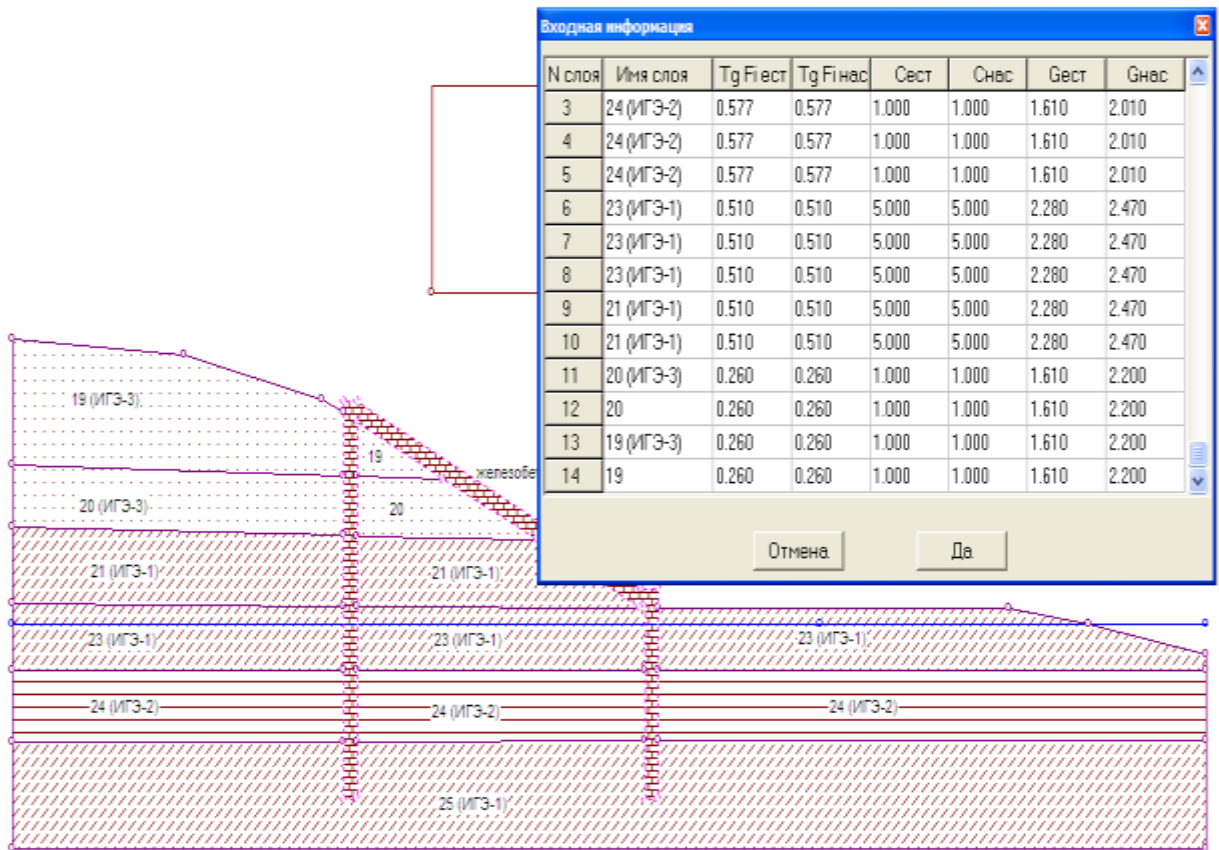 Входная информация
N слоя Имя слоя Tg Fi ест Tg Fi нас Сест Снас Gест Gнас
3 24 (ИГЭ-2) 0.577 0.577 1.000 1.000 1.610 2.010
4 24 (ИГЭ-2) 0.577 0.577 1.000 1.000 1.610 2.010
5 24 (ИГЭ-2) 0.577 0.577 1.000 1.000 1.610 2.010
6 23 (ИГЭ-1) 0.510 0.510 5.000 5.000 2.280 2.470
7 23 (ИГЭ-1) 0.510 0.510 5.000 5.000 2.280 2.470
8 23 (ИГЭ-1) 0.510 0.510 5.000 5.000 2.280 2.470
9 21 (ИГЭ-1) 0.510 0.510 5.000 5.000 2.280 2.470
10 21 (ИГЭ-1) 0.510 0.510 5.000 5.000 2.280 2.470
11 20 (ИГЭ-3) 0.260 0.260 1.000 1.000 1.610 2.200
12 20 0.260 0.260 1.000 1.000 1.610 2.200
13 19 (ИГЭ-3) 0.260 0.260 1.000 1.000 1.610 2.200
14 19 0.260 0.260 1.000 1.000 1.610 2.200
Отмена Да
19 (ИГЭ-3)
19
железобе
20 (ИГЭ-3) 20
21 (ИГЭ-1) 21 (ИГЭ-1)
23 (ИГЭ-1) 23 (ИГЭ-1) 23 (ИГЭ-1)
24 (ИГЭ-2) 24 (ИГЭ-2) 24 (ИГЭ-2)
25 (ИГЭ-1)